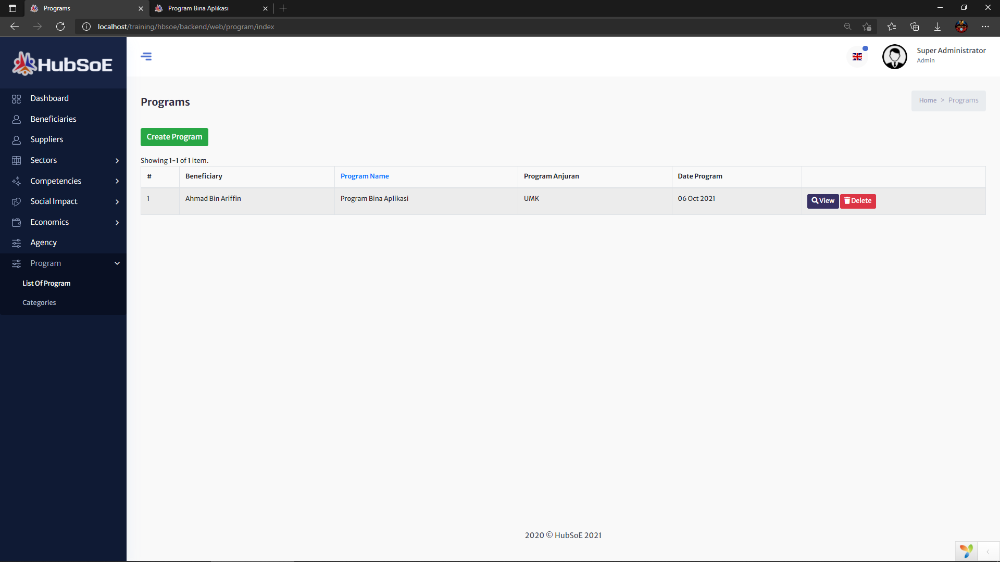 Programs
Program Bina Aplikasi
localhost/training/hbsoe/backend/web/program/index
HubSoE
Super Administrator
Admin
Dashboard
Beneficiaries
Suppliers
Sectors
Competencies
Social Impact
Economics
Agency
Program
List Of Program
Categories
Programs
Home > Programs
Create Program
Showing 1-1 of 1 item.
# Beneficiary Program Name Program Anjuran Date Program
1 Ahmad Bin Ariffin Program Bina Aplikasi UMK 06 Oct 2021 View Delete
2020 © HubSoE 2021